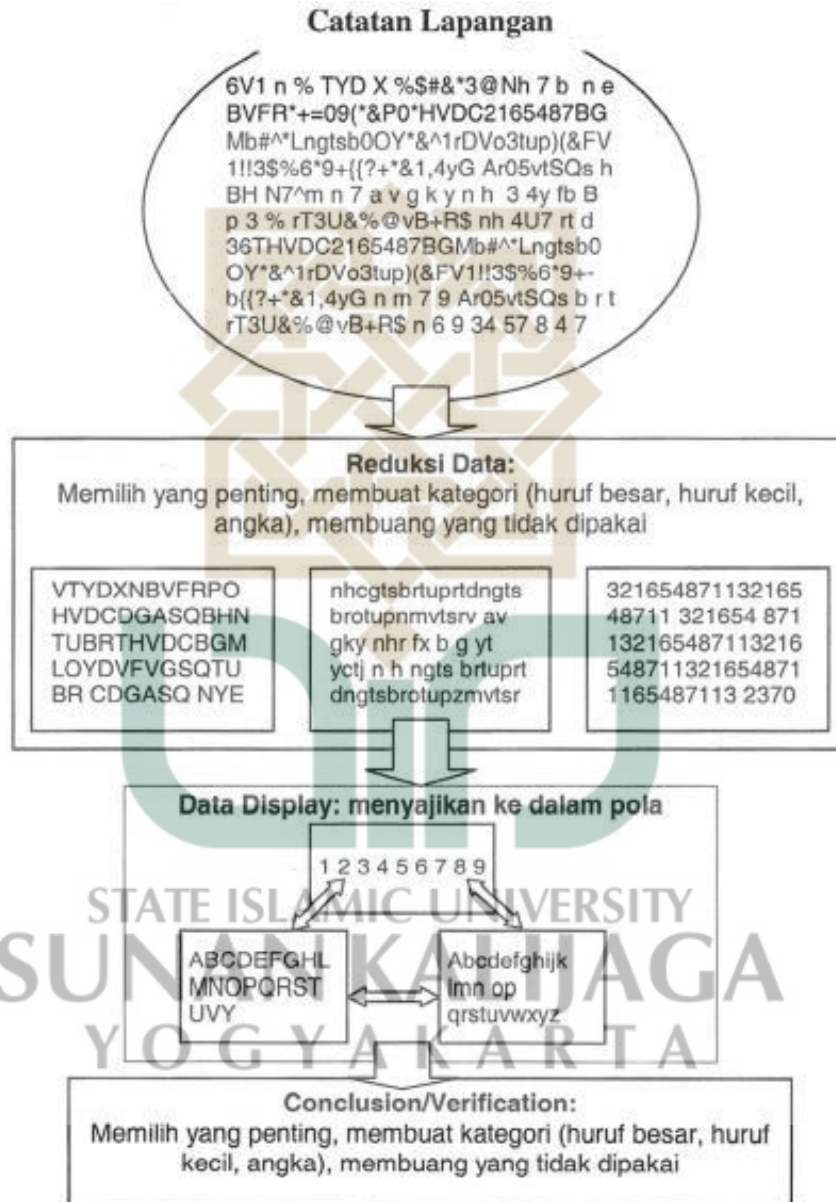 Catatan Lapangan
6V1 n % TYD X %$#&*3@Nh 7 b n e
BVFR*+=09(*&P0*HVDC2165487BG
Mb#^*Lngtsb0OY*&^1rDVo3tup)(&FV
1!!3$%6*9+{{?+*&1,4yG Ar05vtSQs h
BH N7^m n 7 a v g k y n h 3 4y fb B
p 3 % rT3U&%@vB+R$ nh 4U7 rt d
36THVDC2165487BGMb#^*Lngtsb0
OY*&^1rDVo3tup)(&FV1!!3$%6*9+-
b{{?+*&1,4yG n m 7 9 Ar05vtSQs b r t
rT3U&%@vB+R$ n 6 9 34 57 8 4 7
Reduksi Data:
Memilih yang penting, membuat kategori (huruf besar, huruf kecil,
angka), membuang yang tidak dipakai
VTYDXNBVFRPO
HVDCDGASQBHN
TUBRTHVDCBGM
LOYDVFVGSQTU
BR CDGASQ NYE
nhcgtsbrtuprtdngts
brotupnmvtsrv av
gky nhr fx b g yt
yctj n h ngts brtuprt
dngtsbrotupzmvtsr
321654871132165
48711 321654 871
132165487113216
548711321654871
1165487113 2370
Data Display: menyajikan ke dalam pola
1 2 3 4 5 6 7 8 9
ABCDEFGHL
MNOPQRST
UVY
Abcdefghijk
lmn op
qrstuvwxyz
STATE ISLAMIC UNIVERSITY
SUNAN KALIJAGA
YOGYAKARTA
Conclusion/Verification:
Memilih yang penting, membuat kategori (huruf besar, huruf
kecil, angka), membuang yang tidak dipakai